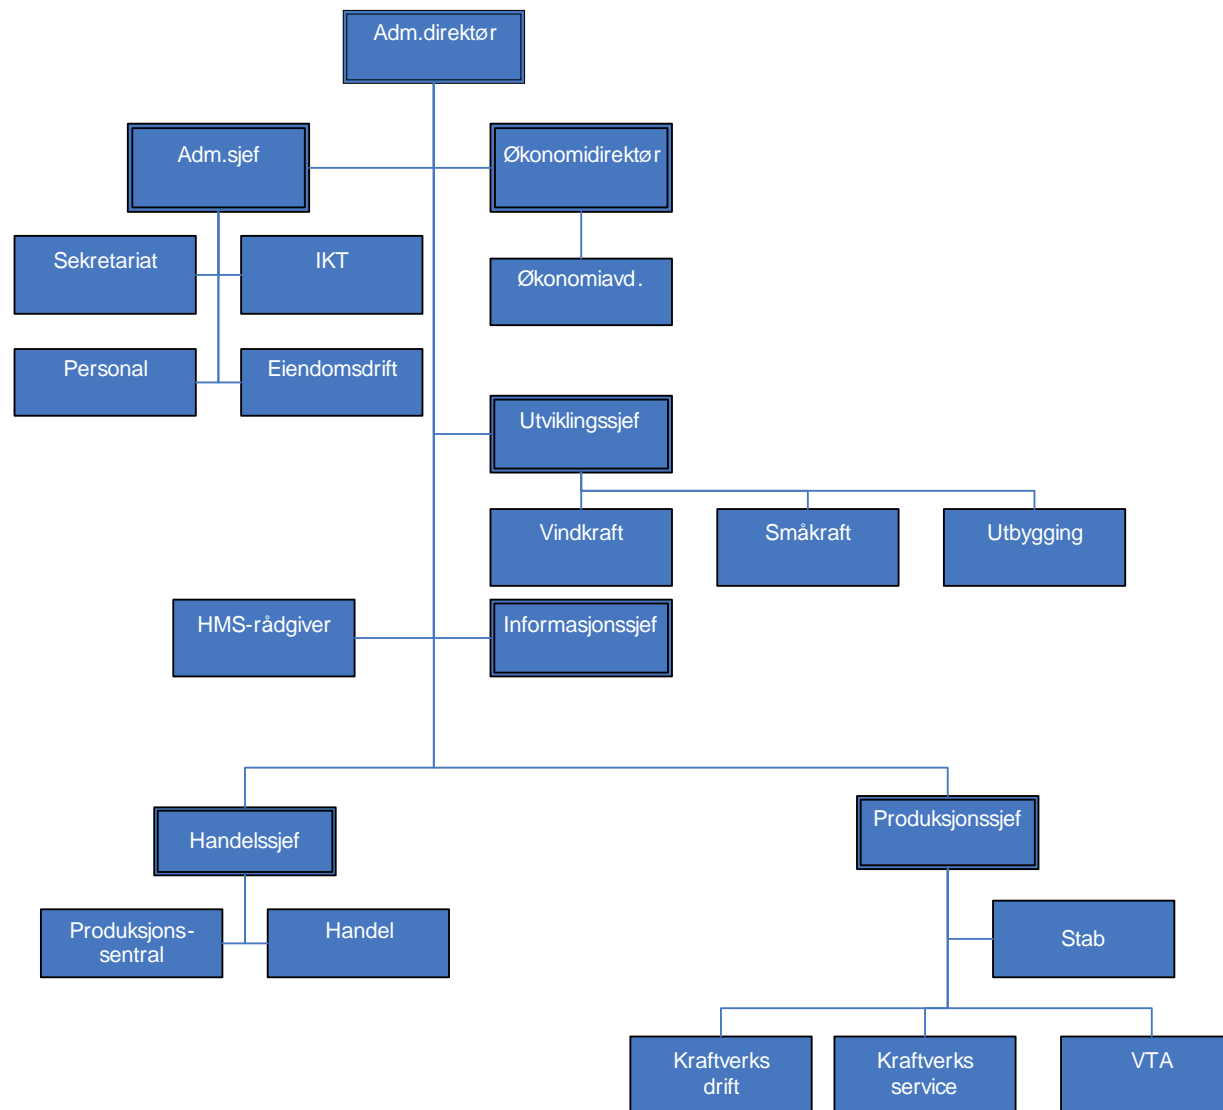 Adm.direktør
Adm.sjef
Økonomidirektør
Sekretariat
IKT
Økonomiavd.
Personal
Eiendomsdrift
Utviklingssjef
Vindkraft
Småkraft
Utbygging
HMS-rådgiver
Informasjonssjef
Handelssjef
Produksjonssjef
Produksjons-
sentral
Handel
Stab
Kraftverks
drift
Kraftverks
service
VTA